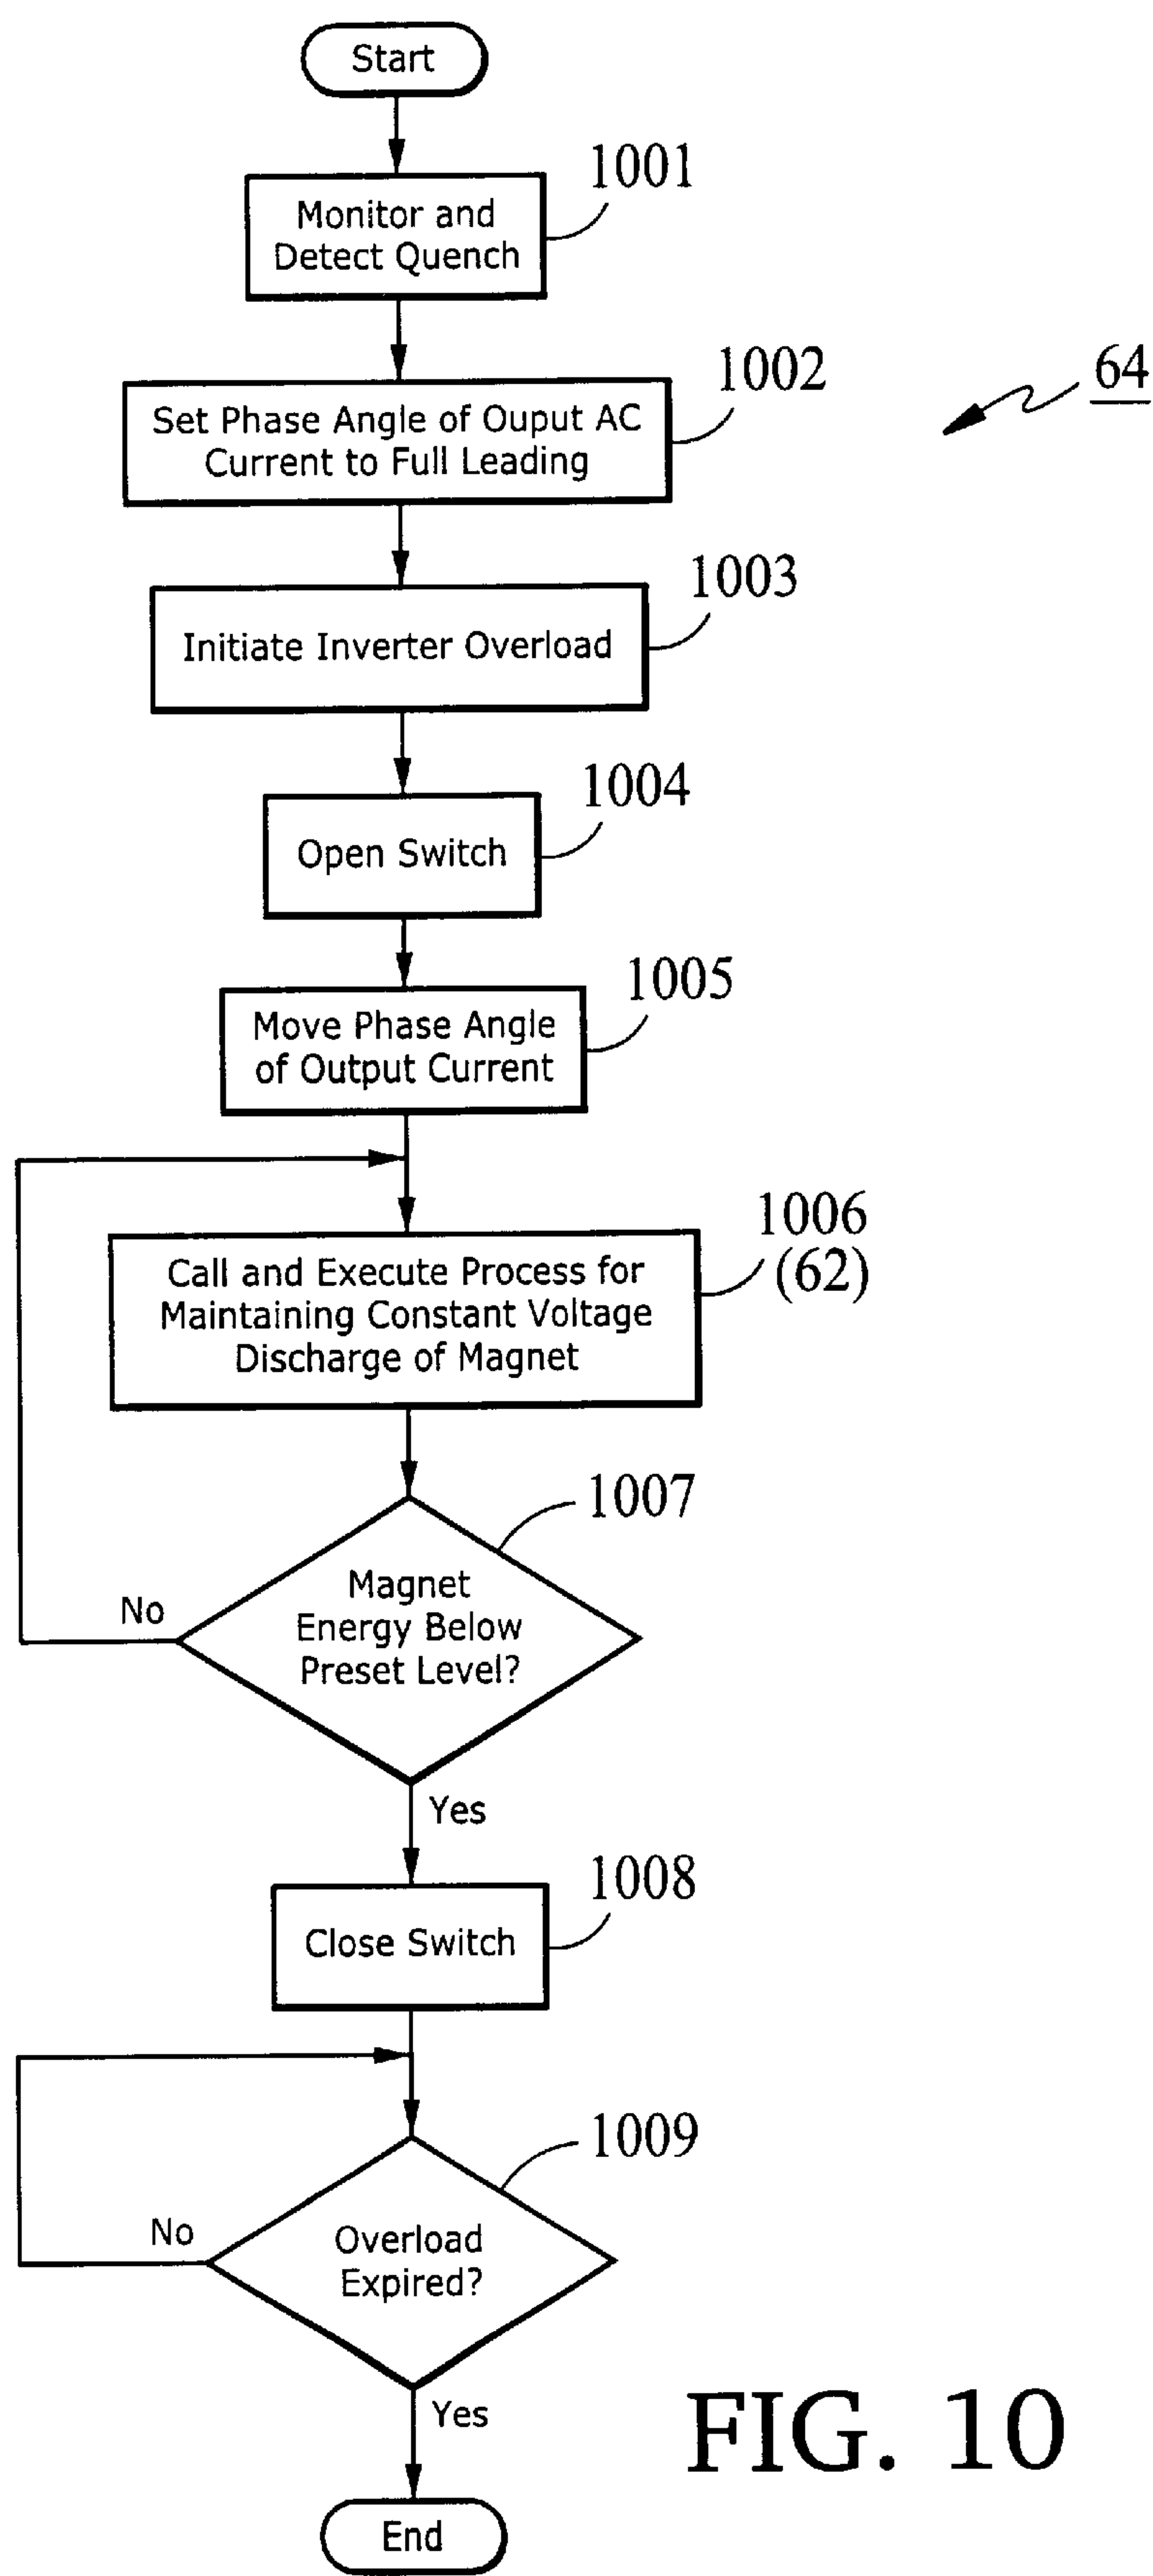 Start
1001
Monitor and
Detect Quench
1002
64
Set Phase Angle of Ouput AC
Current to Full Leading
1003
Initiate Inverter Overload
1004
Open Switch
1005
Move Phase Angle
of Output Current
1006
(62)
Call and Execute Process for
Maintaining Constant Voltage
Discharge of Magnet
1007
Magnet
Energy Below
Preset Level?
No
Yes
1008
Close Switch
1009
No
Overload
Expired?
Yes
FIG. 10
End